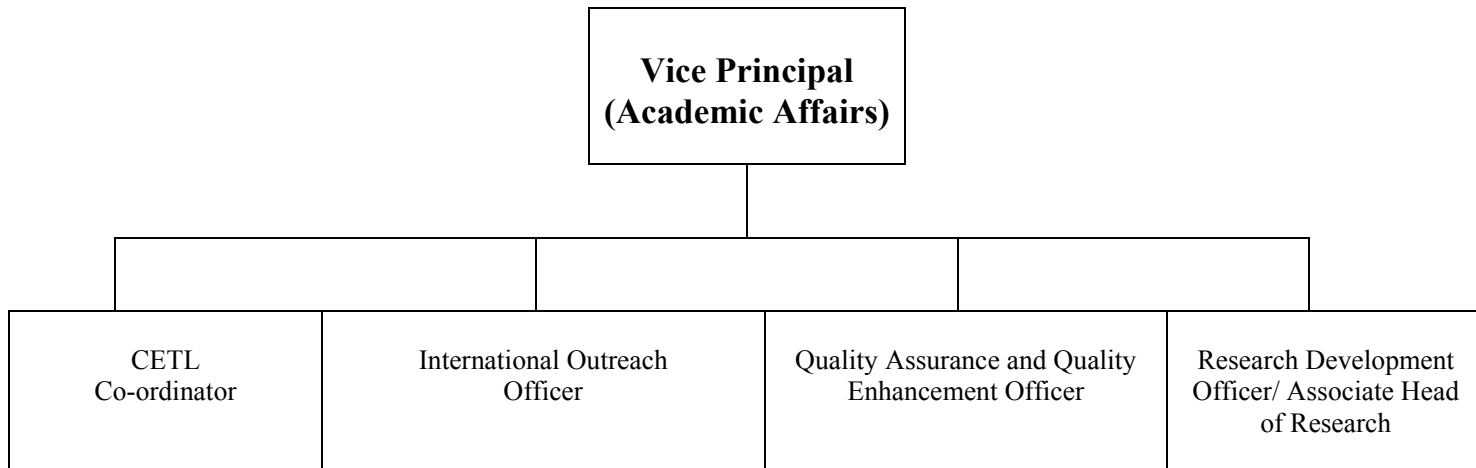 Vice Principal
(Academic Affairs)
CETL
Co-ordinator
International Outreach
Officer
Quality Assurance and Quality
Enhancement Officer
Research Development
Officer/ Associate Head
of Research